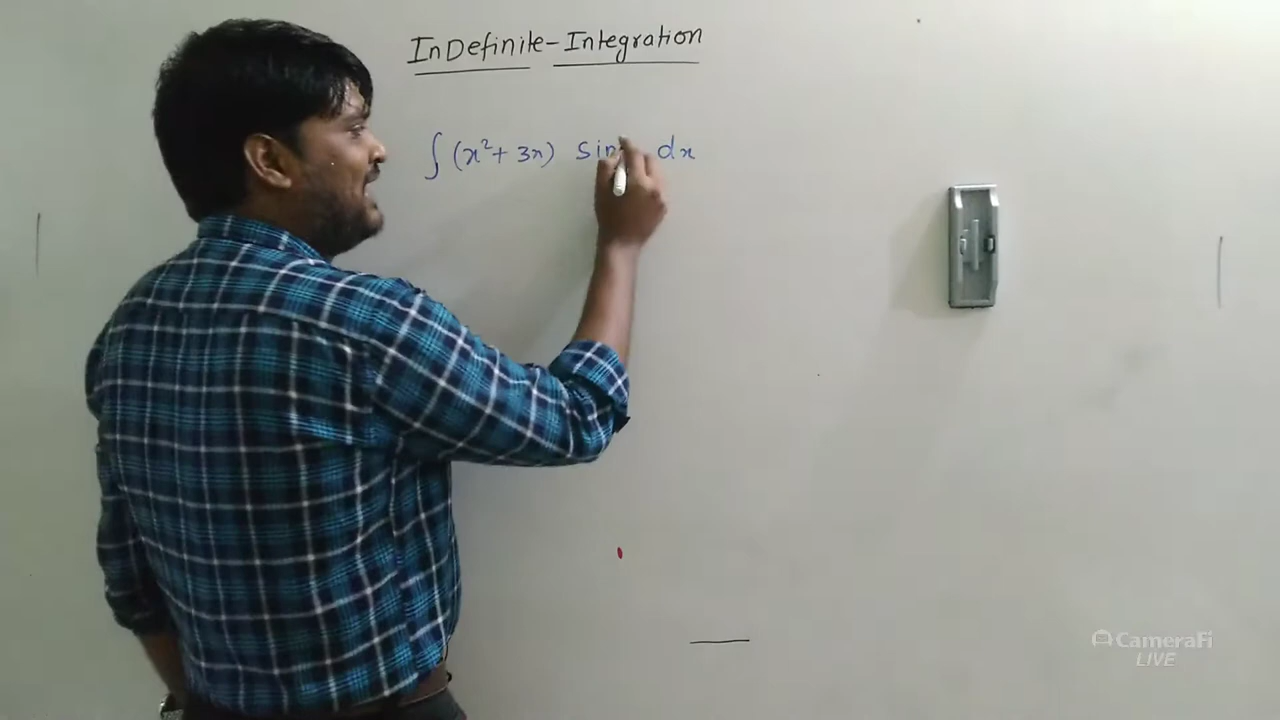 InDefinite-Integration
∫(x²+ 3x) sin dx
CameraFi
LIVE